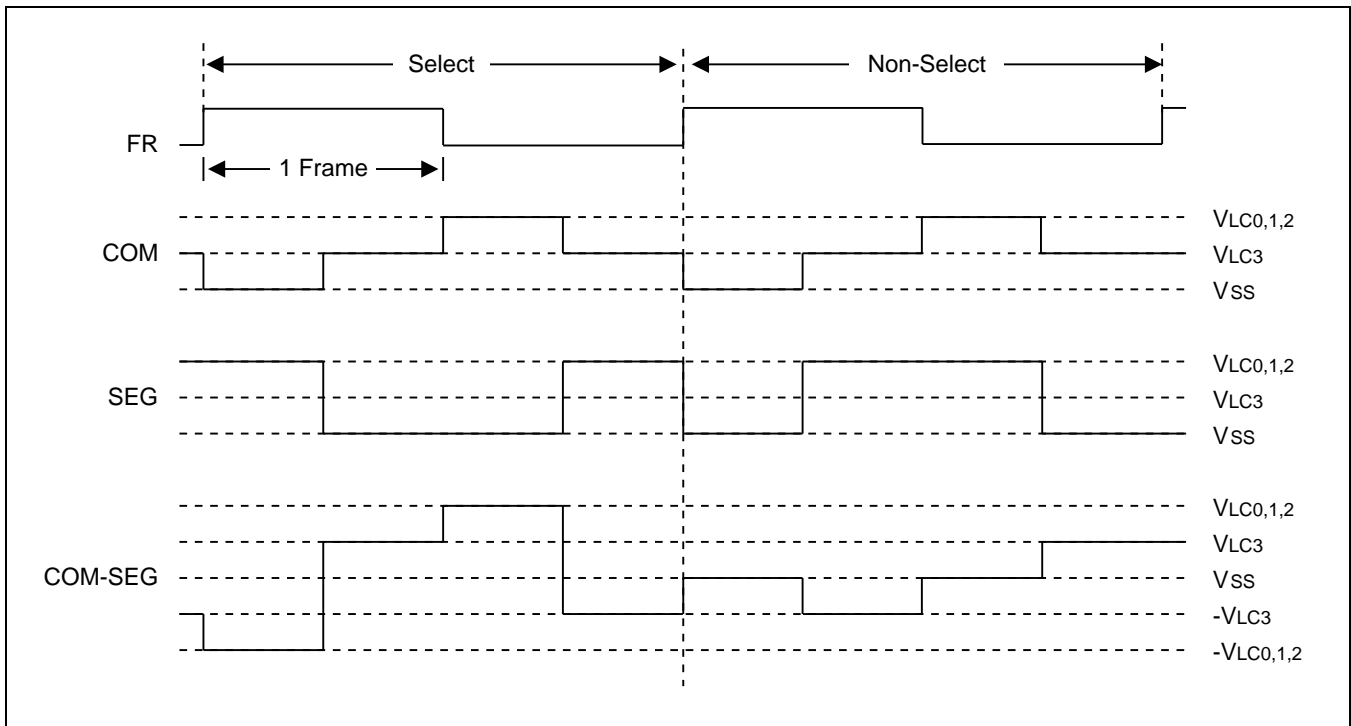 Select
Non-Select
FR
1 Frame
VLC0,1,2
COM
VLC3
VSS
VLC0,1,2
SEG
VLC3
VSS
VLC0,1,2
VLC3
COM-SEG
VSS
-VLC3
-VLC0,1,2